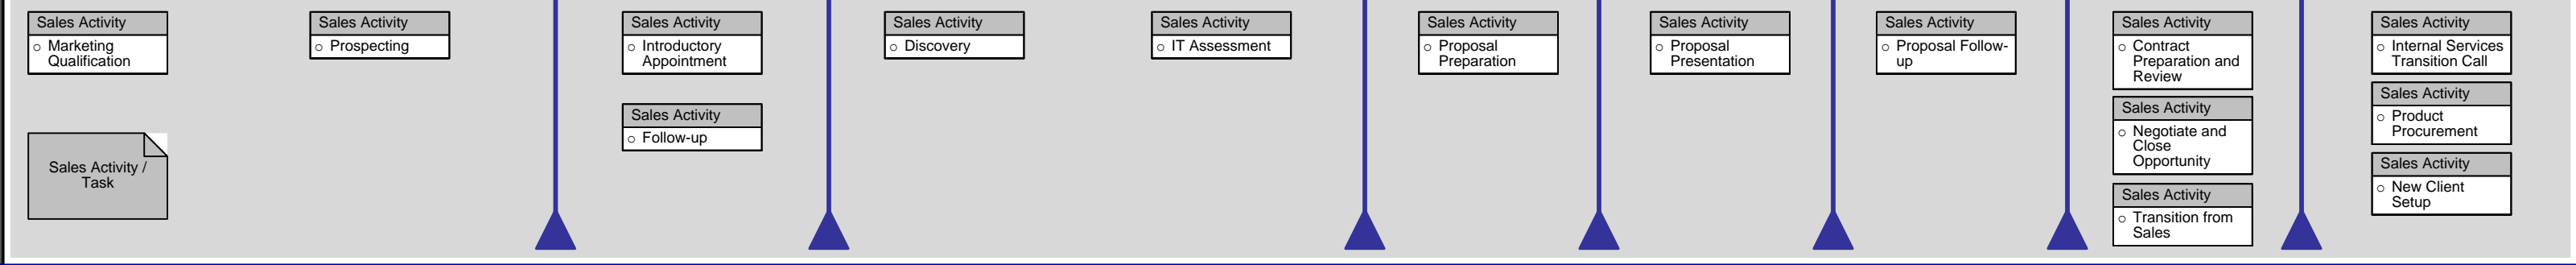 Sales Activity
○ Marketing
Qualification
Sales Activity /
Task
Sales Activity
○ Prospecting
Sales Activity
○ Introductory
Appointment
Sales Activity
○ Follow-up
Sales Activity
○ Discovery
Sales Activity
○ IT Assessment
Sales Activity
○ Proposal
Preparation
Sales Activity
○ Proposal
Presentation
Sales Activity
○ Proposal Follow-
up
Sales Activity
○ Contract
Preparation and
Review
Sales Activity
○ Negotiate and
Close
Opportunity
Sales Activity
○ Transition from
Sales
Sales Activity
○ Internal Services
Transition Call
Sales Activity
○ Product
Procurement
Sales Activity
○ New Client
Setup